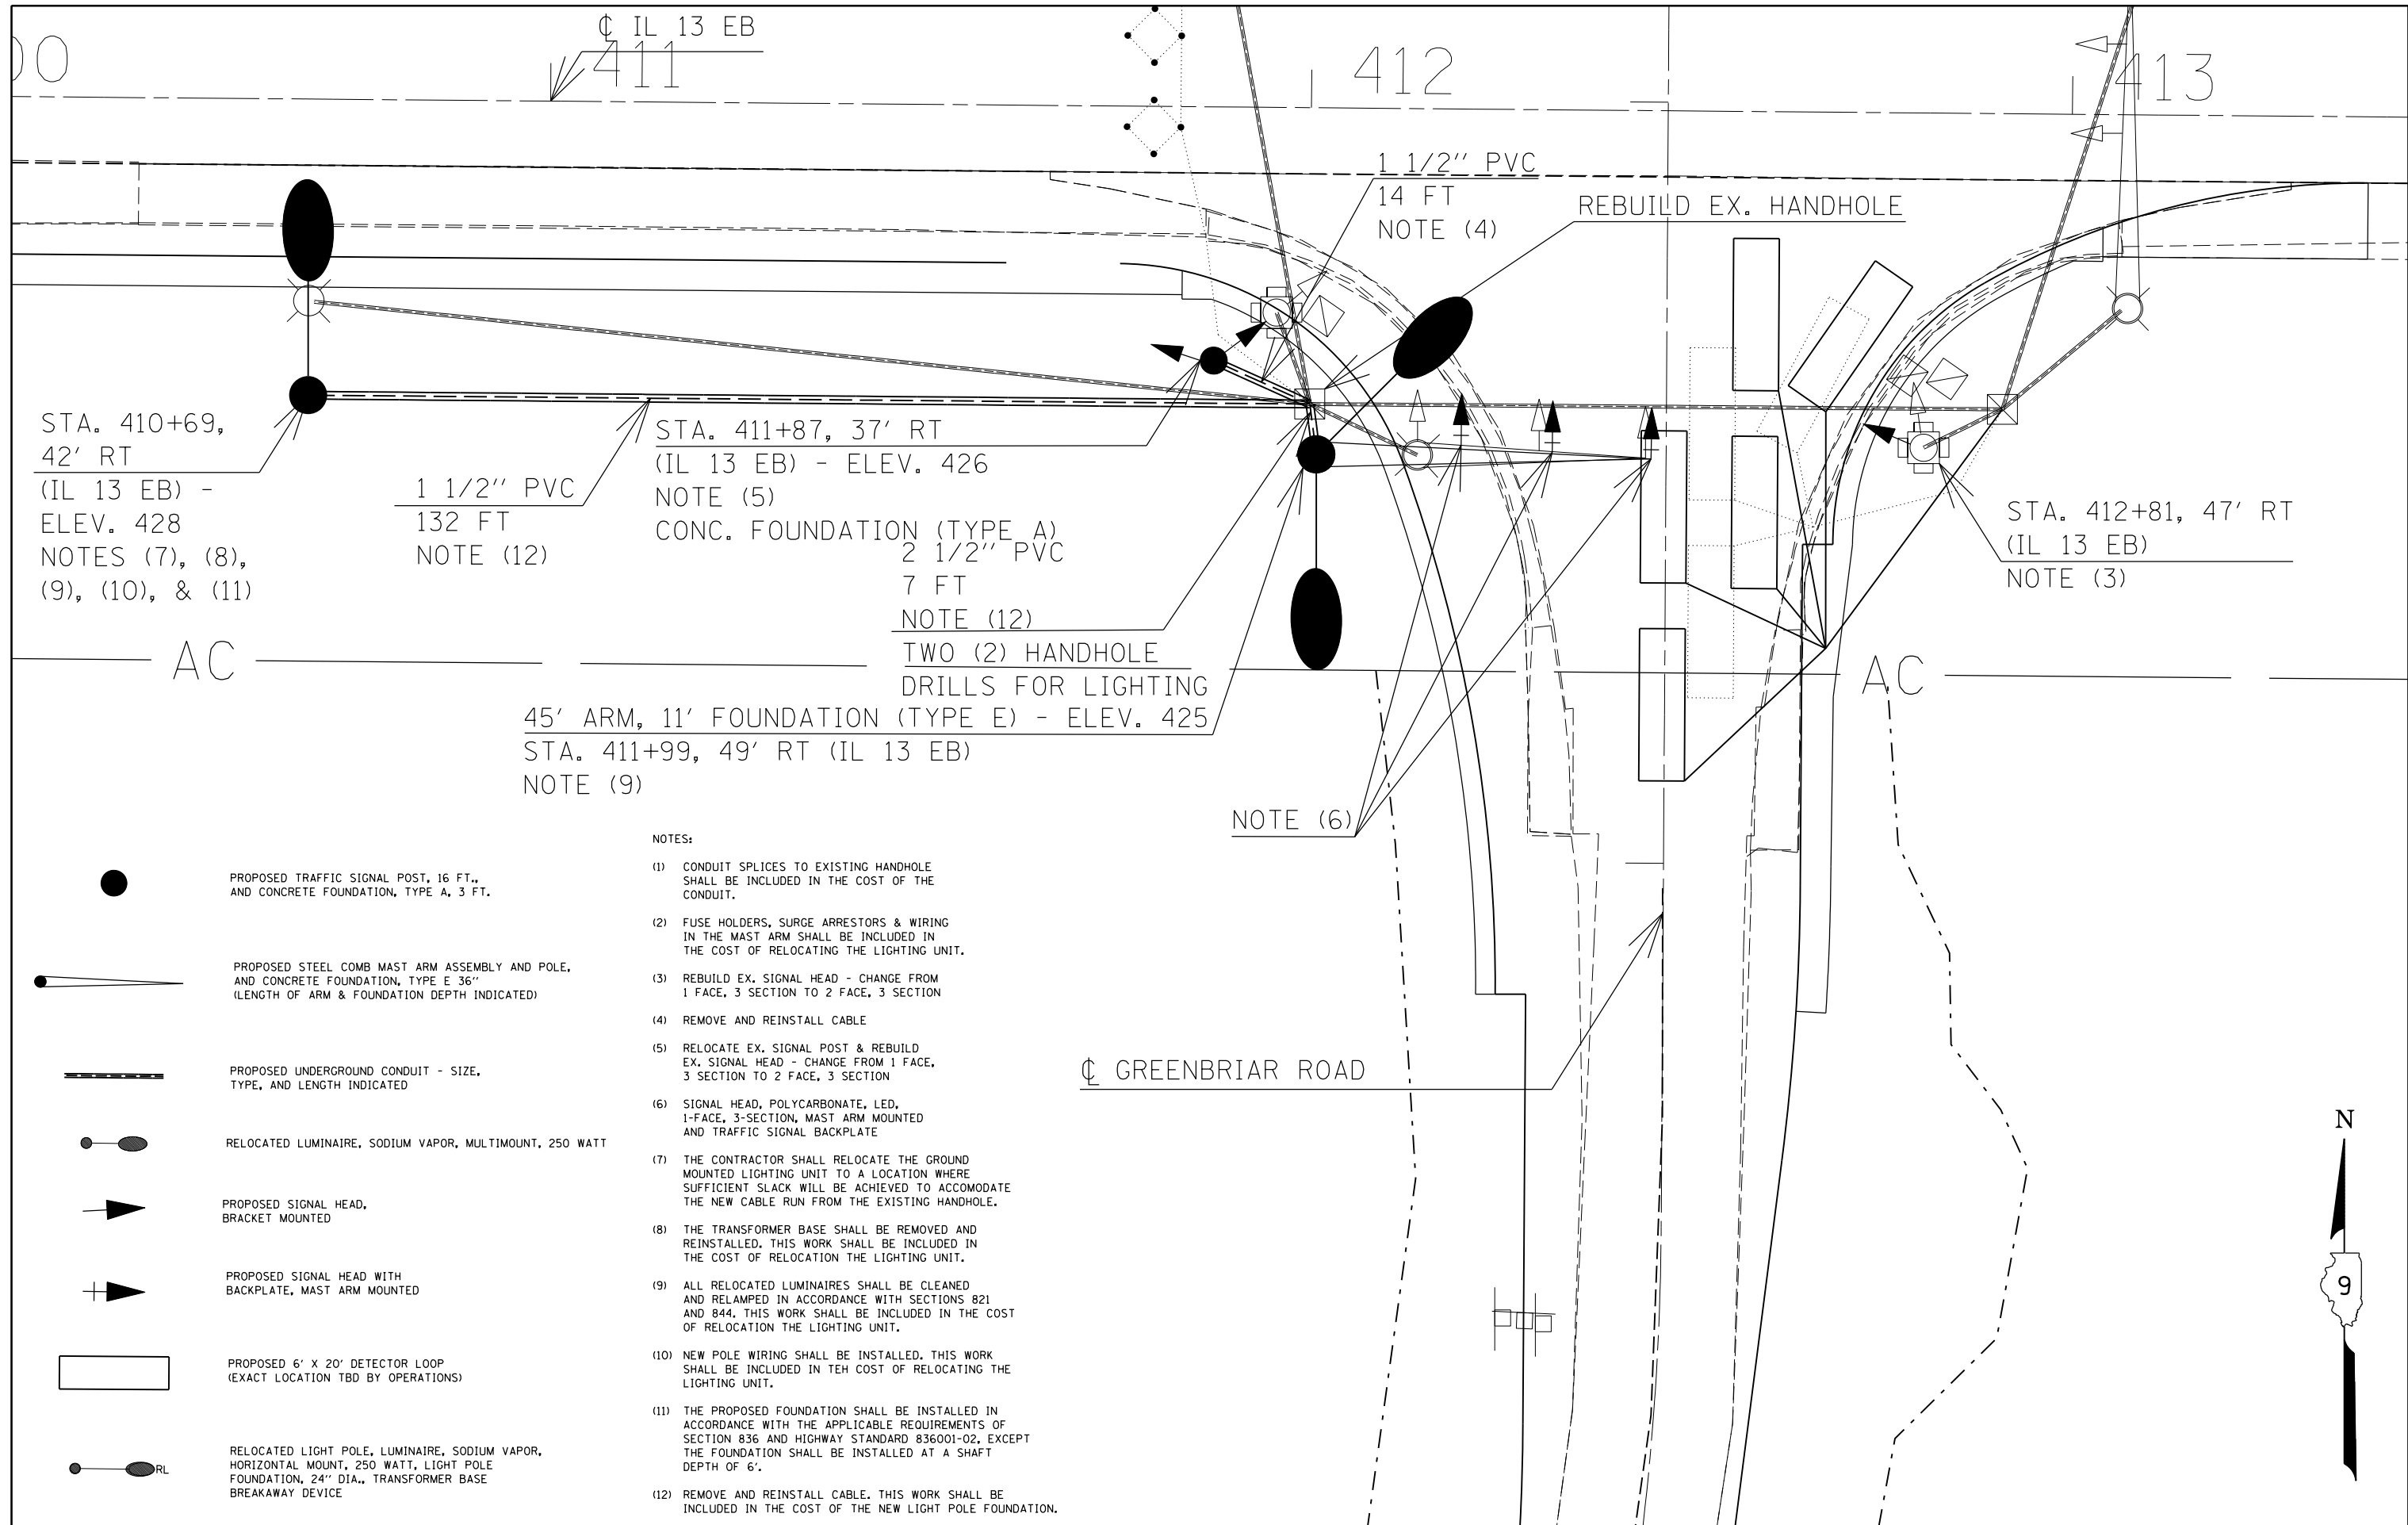 ℄ IL 13 EB
411
412
413
1 1/2" PVC
14 FT
NOTE (4)
REBUILD EX. HANDHOLE
STA. 410+69,
42' RT
(IL 13 EB) -
ELEV. 428
NOTES (7), (8),
(9), (10), & (11)
1 1/2" PVC
132 FT
NOTE (12)
STA. 411+87, 37' RT
(IL 13 EB) - ELEV. 426
NOTE (5)
CONC. FOUNDATION (TYPE A)
2 1/2" PVC
7 FT
NOTE (12)
TWO (2) HANDHOLE
DRILLS FOR LIGHTING
STA. 412+81, 47' RT
(IL 13 EB)
NOTE (3)
AC
AC
45' ARM, 11' FOUNDATION (TYPE E) - ELEV. 425
STA. 411+99, 49' RT (IL 13 EB)
NOTE (9)
NOTE (6)
℄ GREENBRIAR ROAD
PROPOSED TRAFFIC SIGNAL POST, 16 FT.,
AND CONCRETE FOUNDATION, TYPE A, 3 FT.
PROPOSED STEEL COMB MAST ARM ASSEMBLY AND POLE,
AND CONCRETE FOUNDATION, TYPE E 36"
(LENGTH OF ARM & FOUNDATION DEPTH INDICATED)
PROPOSED UNDERGROUND CONDUIT - SIZE,
TYPE, AND LENGTH INDICATED
RELOCATED LUMINAIRE, SODIUM VAPOR, MULTIMOUNT, 250 WATT
PROPOSED SIGNAL HEAD,
BRACKET MOUNTED
PROPOSED SIGNAL HEAD WITH
BACKPLATE, MAST ARM MOUNTED
PROPOSED 6' X 20' DETECTOR LOOP
(EXACT LOCATION TBD BY OPERATIONS)
RL
RELOCATED LIGHT POLE, LUMINAIRE, SODIUM VAPOR,
HORIZONTAL MOUNT, 250 WATT, LIGHT POLE
FOUNDATION, 24" DIA., TRANSFORMER BASE
BREAKAWAY DEVICE
NOTES:
(1) CONDUIT SPLICES TO EXISTING HANDHOLE
SHALL BE INCLUDED IN THE COST OF THE
CONDUIT.
(2) FUSE HOLDERS, SURGE ARRESTORS & WIRING
IN THE MAST ARM SHALL BE INCLUDED IN
THE COST OF RELOCATING THE LIGHTING UNIT.
(3) REBUILD EX. SIGNAL HEAD - CHANGE FROM
1 FACE, 3 SECTION TO 2 FACE, 3 SECTION
(4) REMOVE AND REINSTALL CABLE
(5) RELOCATE EX. SIGNAL POST & REBUILD
EX. SIGNAL HEAD - CHANGE FROM 1 FACE,
3 SECTION TO 2 FACE, 3 SECTION
(6) SIGNAL HEAD, POLYCARBONATE, LED,
1-FACE, 3-SECTION, MAST ARM MOUNTED
AND TRAFFIC SIGNAL BACKPLATE
(7) THE CONTRACTOR SHALL RELOCATE THE GROUND
MOUNTED LIGHTING UNIT TO A LOCATION WHERE
SUFFICIENT SLACK WILL BE ACHIEVED TO ACCOMODATE
THE NEW CABLE RUN FROM THE EXISTING HANDHOLE.
(8) THE TRANSFORMER BASE SHALL BE REMOVED AND
REINSTALLED. THIS WORK SHALL BE INCLUDED IN
THE COST OF RELOCATION THE LIGHTING UNIT.
(9) ALL RELOCATED LUMINAIRES SHALL BE CLEANED
AND RELAMPED IN ACCORDANCE WITH SECTIONS 821
AND 844. THIS WORK SHALL BE INCLUDED IN THE COST
OF RELOCATION THE LIGHTING UNIT.
(10) NEW POLE WIRING SHALL BE INSTALLED. THIS WORK
SHALL BE INCLUDED IN TEH COST OF RELOCATING THE
LIGHTING UNIT.
(11) THE PROPOSED FOUNDATION SHALL BE INSTALLED IN
ACCORDANCE WITH THE APPLICABLE REQUIREMENTS OF
SECTION 836 AND HIGHWAY STANDARD 836001-02, EXCEPT
THE FOUNDATION SHALL BE INSTALLED AT A SHAFT
DEPTH OF 6'.
(12) REMOVE AND REINSTALL CABLE. THIS WORK SHALL BE
INCLUDED IN THE COST OF THE NEW LIGHT POLE FOUNDATION.
N
9